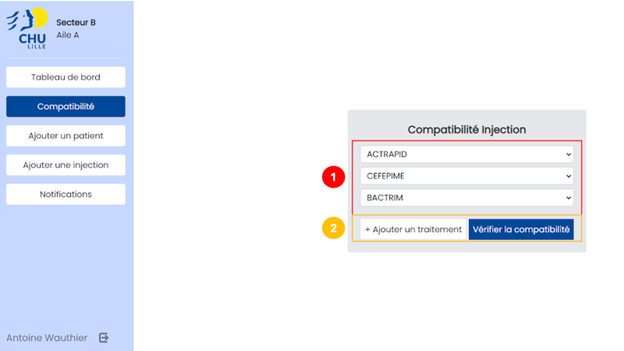 Secteur B
Aile A
CHU
LILLE
Tableau de bord
Compatibilité
Ajouter un patient
Ajouter une injection
Notifications
Antoine Wauthier
Compatibilité Injection
1
ACTRAPID
CEFEPIME
BACTRIM
2
+ Ajouter un traitement
Vérifier la compatibilité